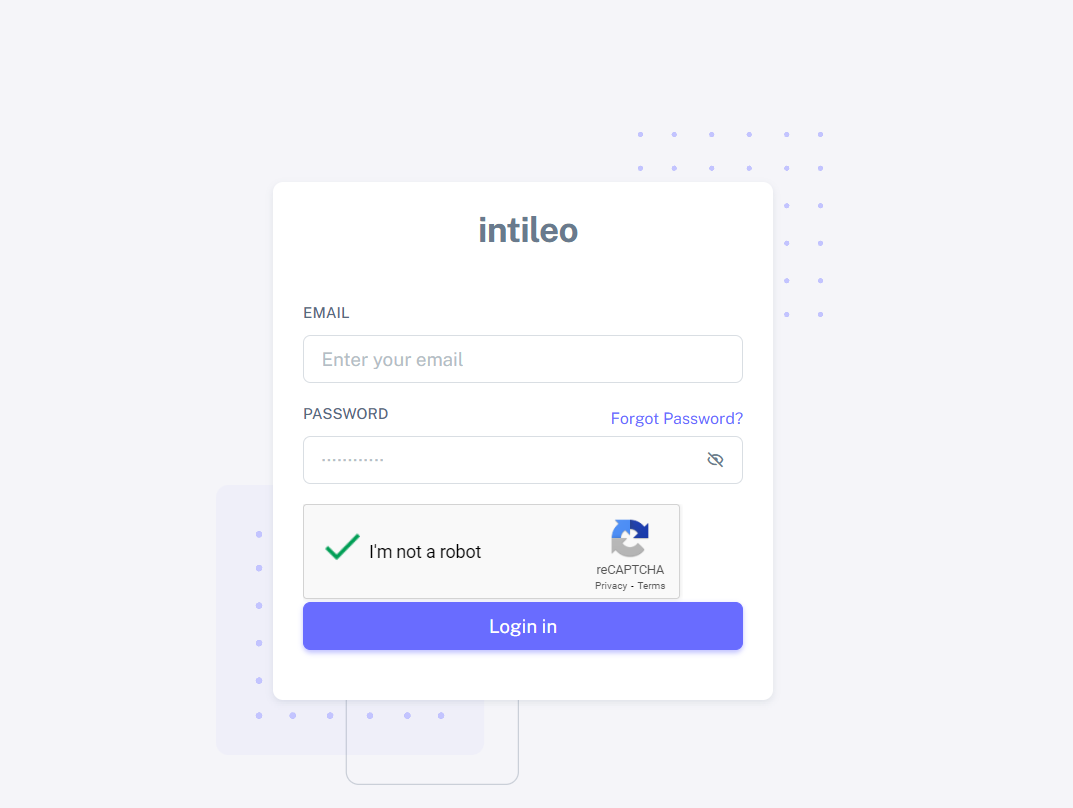 intileo
EMAIL
Enter your email
PASSWORD
Forgot Password?
············
I'm not a robot
reCAPTCHA
Privacy - Terms
Login in